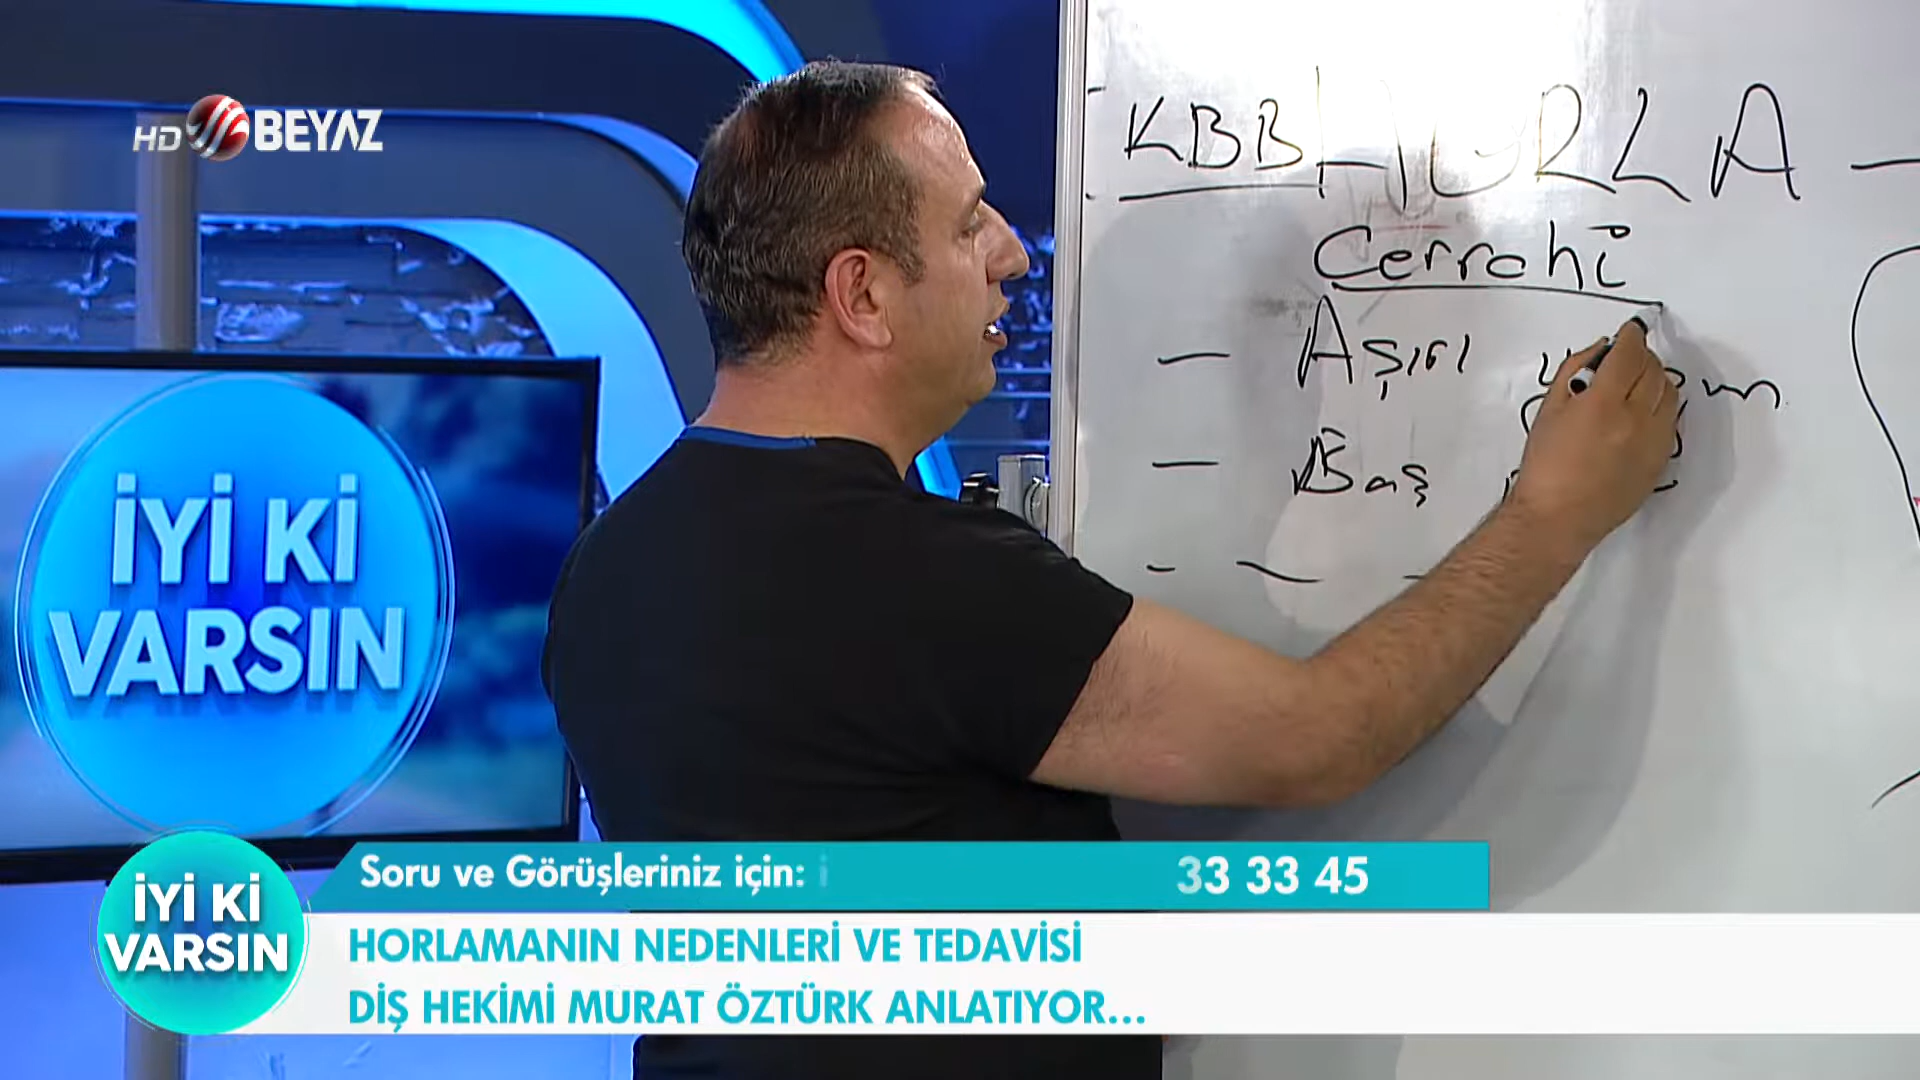 HD BEYAZ
KBB HORLA
Cerrahi
- Aşırı
- Baş
İYİ Kİ
VARSIN
Soru ve Görüşleriniz için:
33 33 45
İYİ Kİ
VARSIN
HORLAMANIN NEDENLERİ VE TEDAVİSİ
DİŞ HEKİMİ MURAT ÖZTÜRK ANLATIYOR...